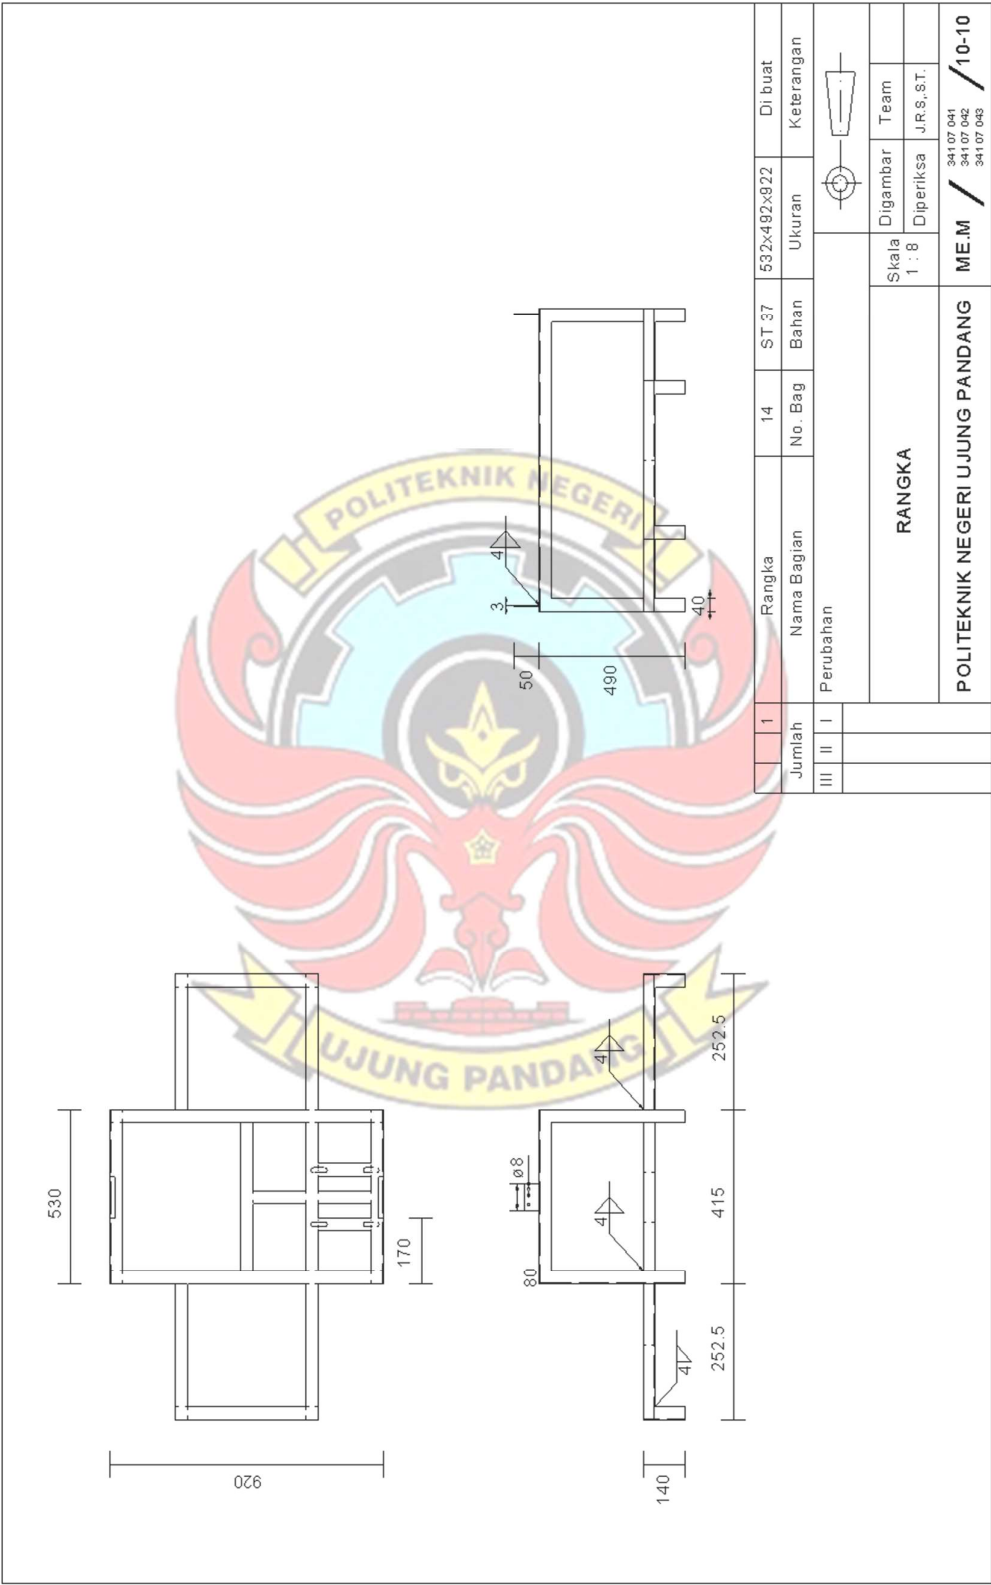 530
170
920
ø8
80
4
4
4
140
252.5
415
252.5
3
4
50
490
40
POLITEKNIK NEGERI
UJUNG PANDANG
1 Rangka 14 ST 37 532x492x922 Di buat
Jumlah Nama Bagian No. Bag Bahan Ukuran Keterangan
III II I Perubahan
RANGKA
Skala
1 : 8
Digambar Team
Diperiksa J.R.S,.S.T.
POLITEKNIK NEGERI UJUNG PANDANG
ME.M / 341 07 041
341 07 042
341 07 043
/10-10